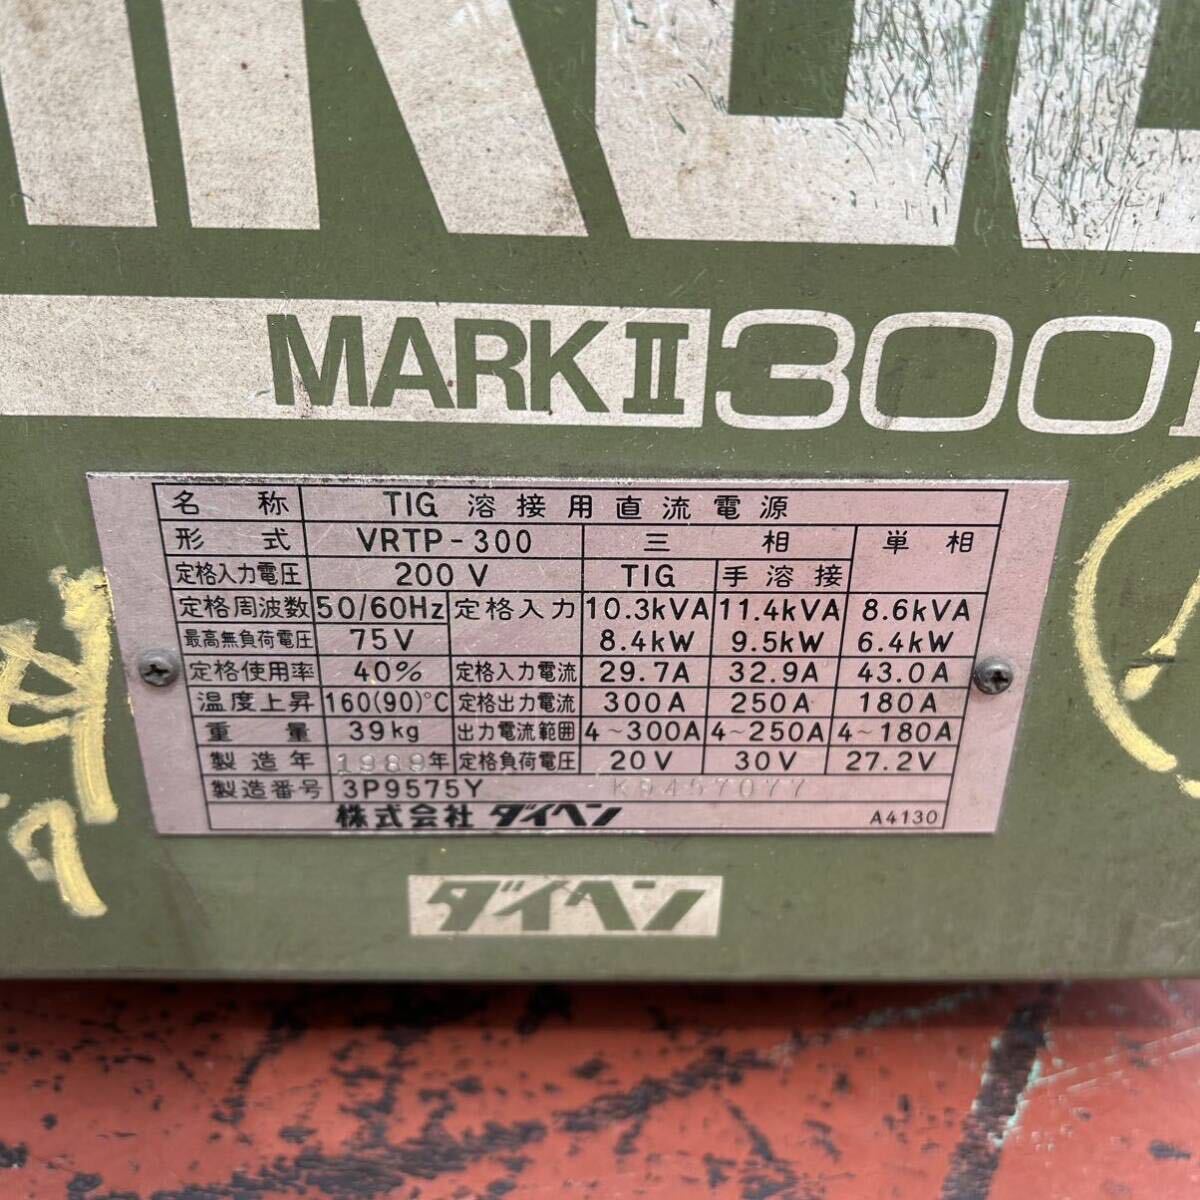 MARK II 300
名称 TIG 溶接用直流電源
形式 VRTP-300 三相 単相
定格入力電圧 200 V TIG 手溶接
定格周波数 50/60Hz 定格入力 10.3kVA 11.4kVA 8.6kVA
最高無負荷電圧 75V 8.4kW 9.5kW 6.4kW
定格使用率 40% 定格入力電流 29.7A 32.9A 43.0A
温度上昇 160(90)°C 定格出力電流 300A 250A 180A
重量 39kg 出力電流範囲 4~300A 4~250A 4~180A
製造年 1989年 定格負荷電圧 20V 30V 27.2V
製造番号 3P9575Y
株式会社 ダイヘン A4130
ダイヘン